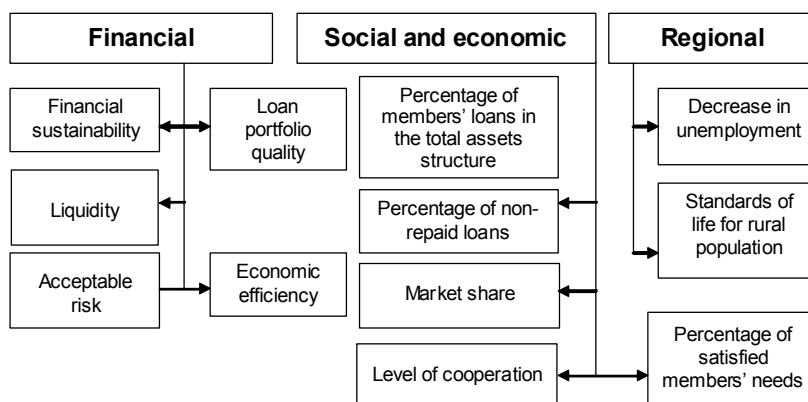 Financial
Social and economic
Regional
Financial
sustainability
Loan
portfolio
quality
Liquidity
Acceptable
risk
Economic
efficiency
Percentage of
members' loans in
the total assets
structure
Percentage of non-
repaid loans
Market share
Level of cooperation
Decrease in
unemployment
Standards of
life for rural
population
Percentage of
satisfied
members' needs